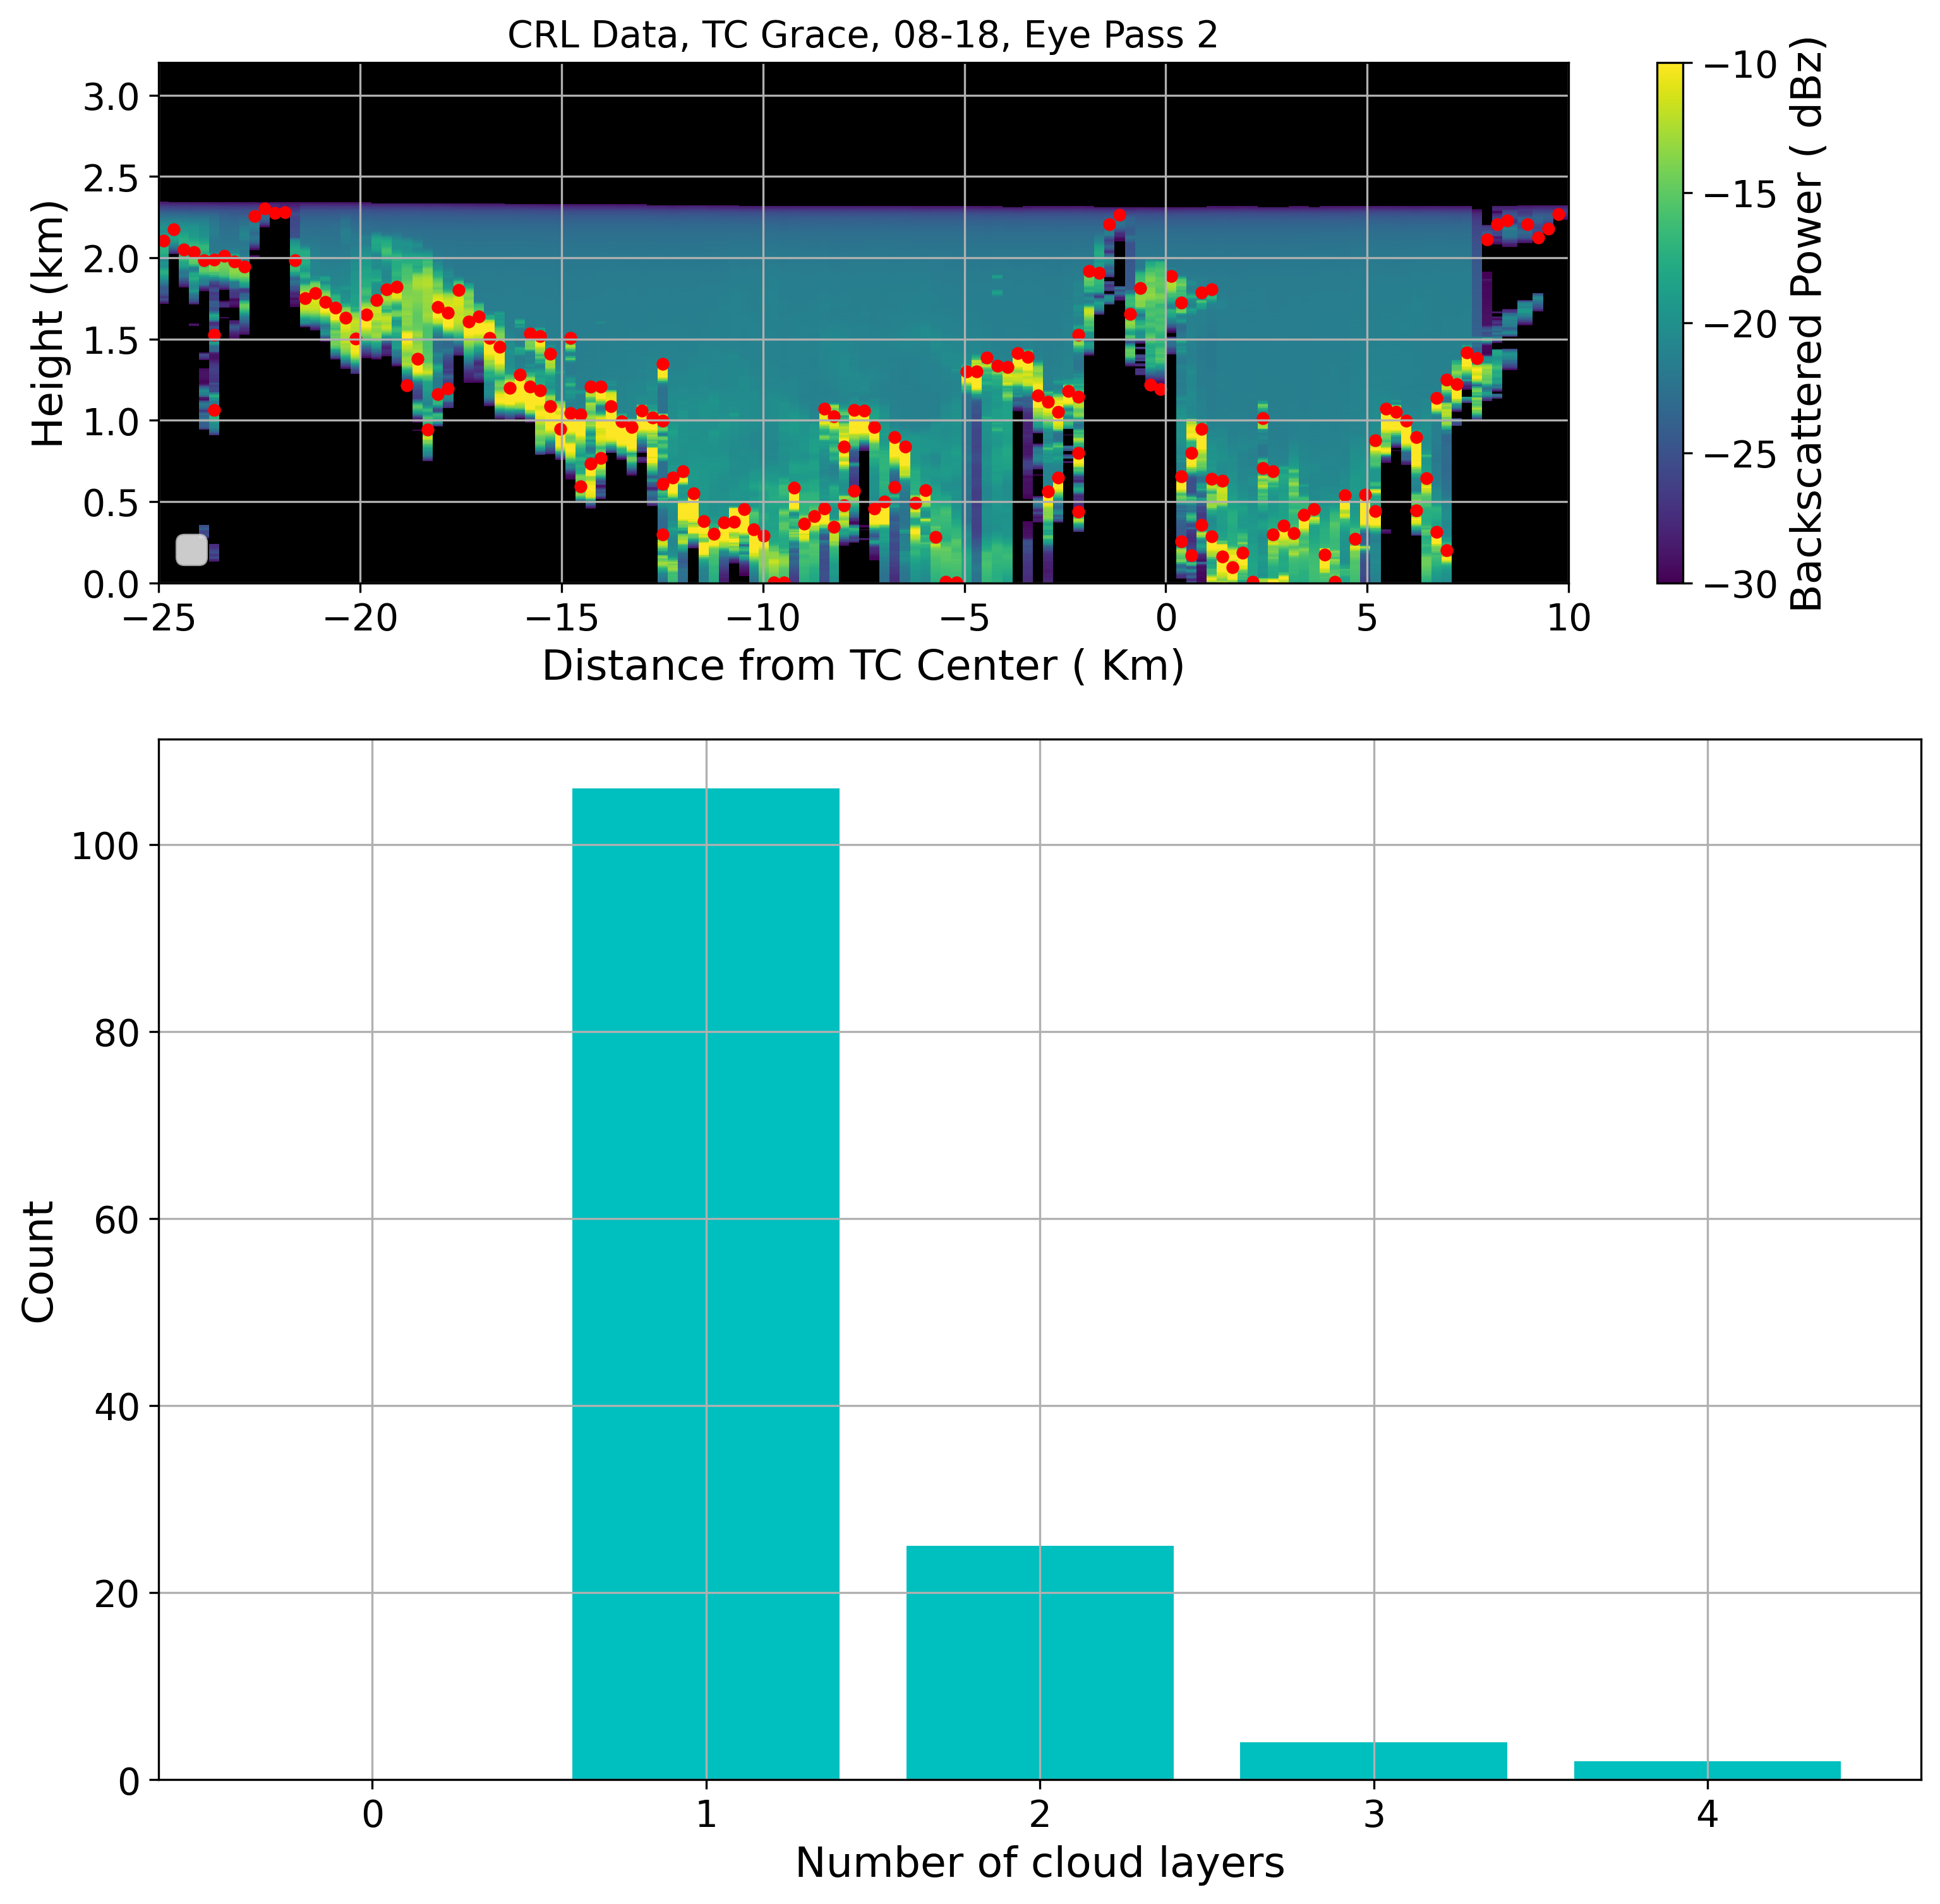 CRL Data, TC Grace, 08-18, Eye Pass 2
Height (km)
3.0
2.5
2.0
1.5
1.0
0.5
0.0
−25 −20 −15 −10 −5 0 5 10
Distance from TC Center ( Km)
−10
−15
−20
−25
−30
Backscattered Power ( dBz)
Count
100
80
60
40
20
0
0 1 2 3 4
Number of cloud layers